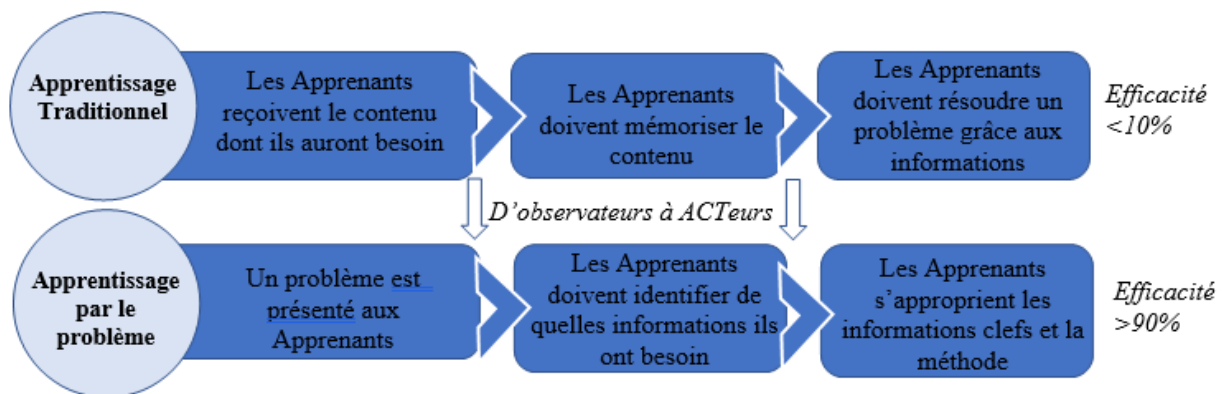 Apprentissage
Traditionnel
Les Apprenants
reçoivent le contenu
dont ils auront besoin
Les Apprenants
doivent mémoriser le
contenu
Les Apprenants
doivent résoudre un
problème grâce aux
informations
Efficacité
<10%
D’observateurs à ACTeurs
Apprentissage
par le
problème
Un problème est
présenté aux
Apprenants
Les Apprenants
doivent identifier de
quelles informations ils
ont besoin
Les Apprenants
s’approprient les
informations clefs et la
méthode
Efficacité
>90%